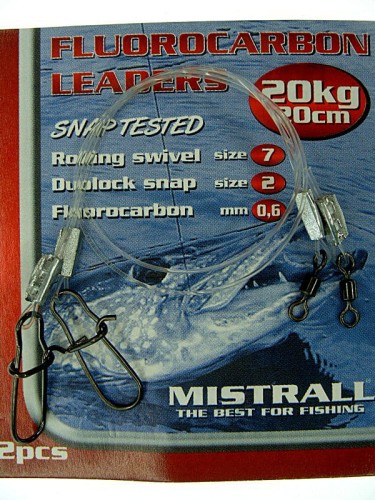 FLUOROCARBON
LEADERS
20kg
20cm
SNAP TESTED
Rolling swivel size 7
Duolock snap size 2
Fluorocarbon mm 0,6
MISTRALL
THE BEST FOR FISHING
2pcs